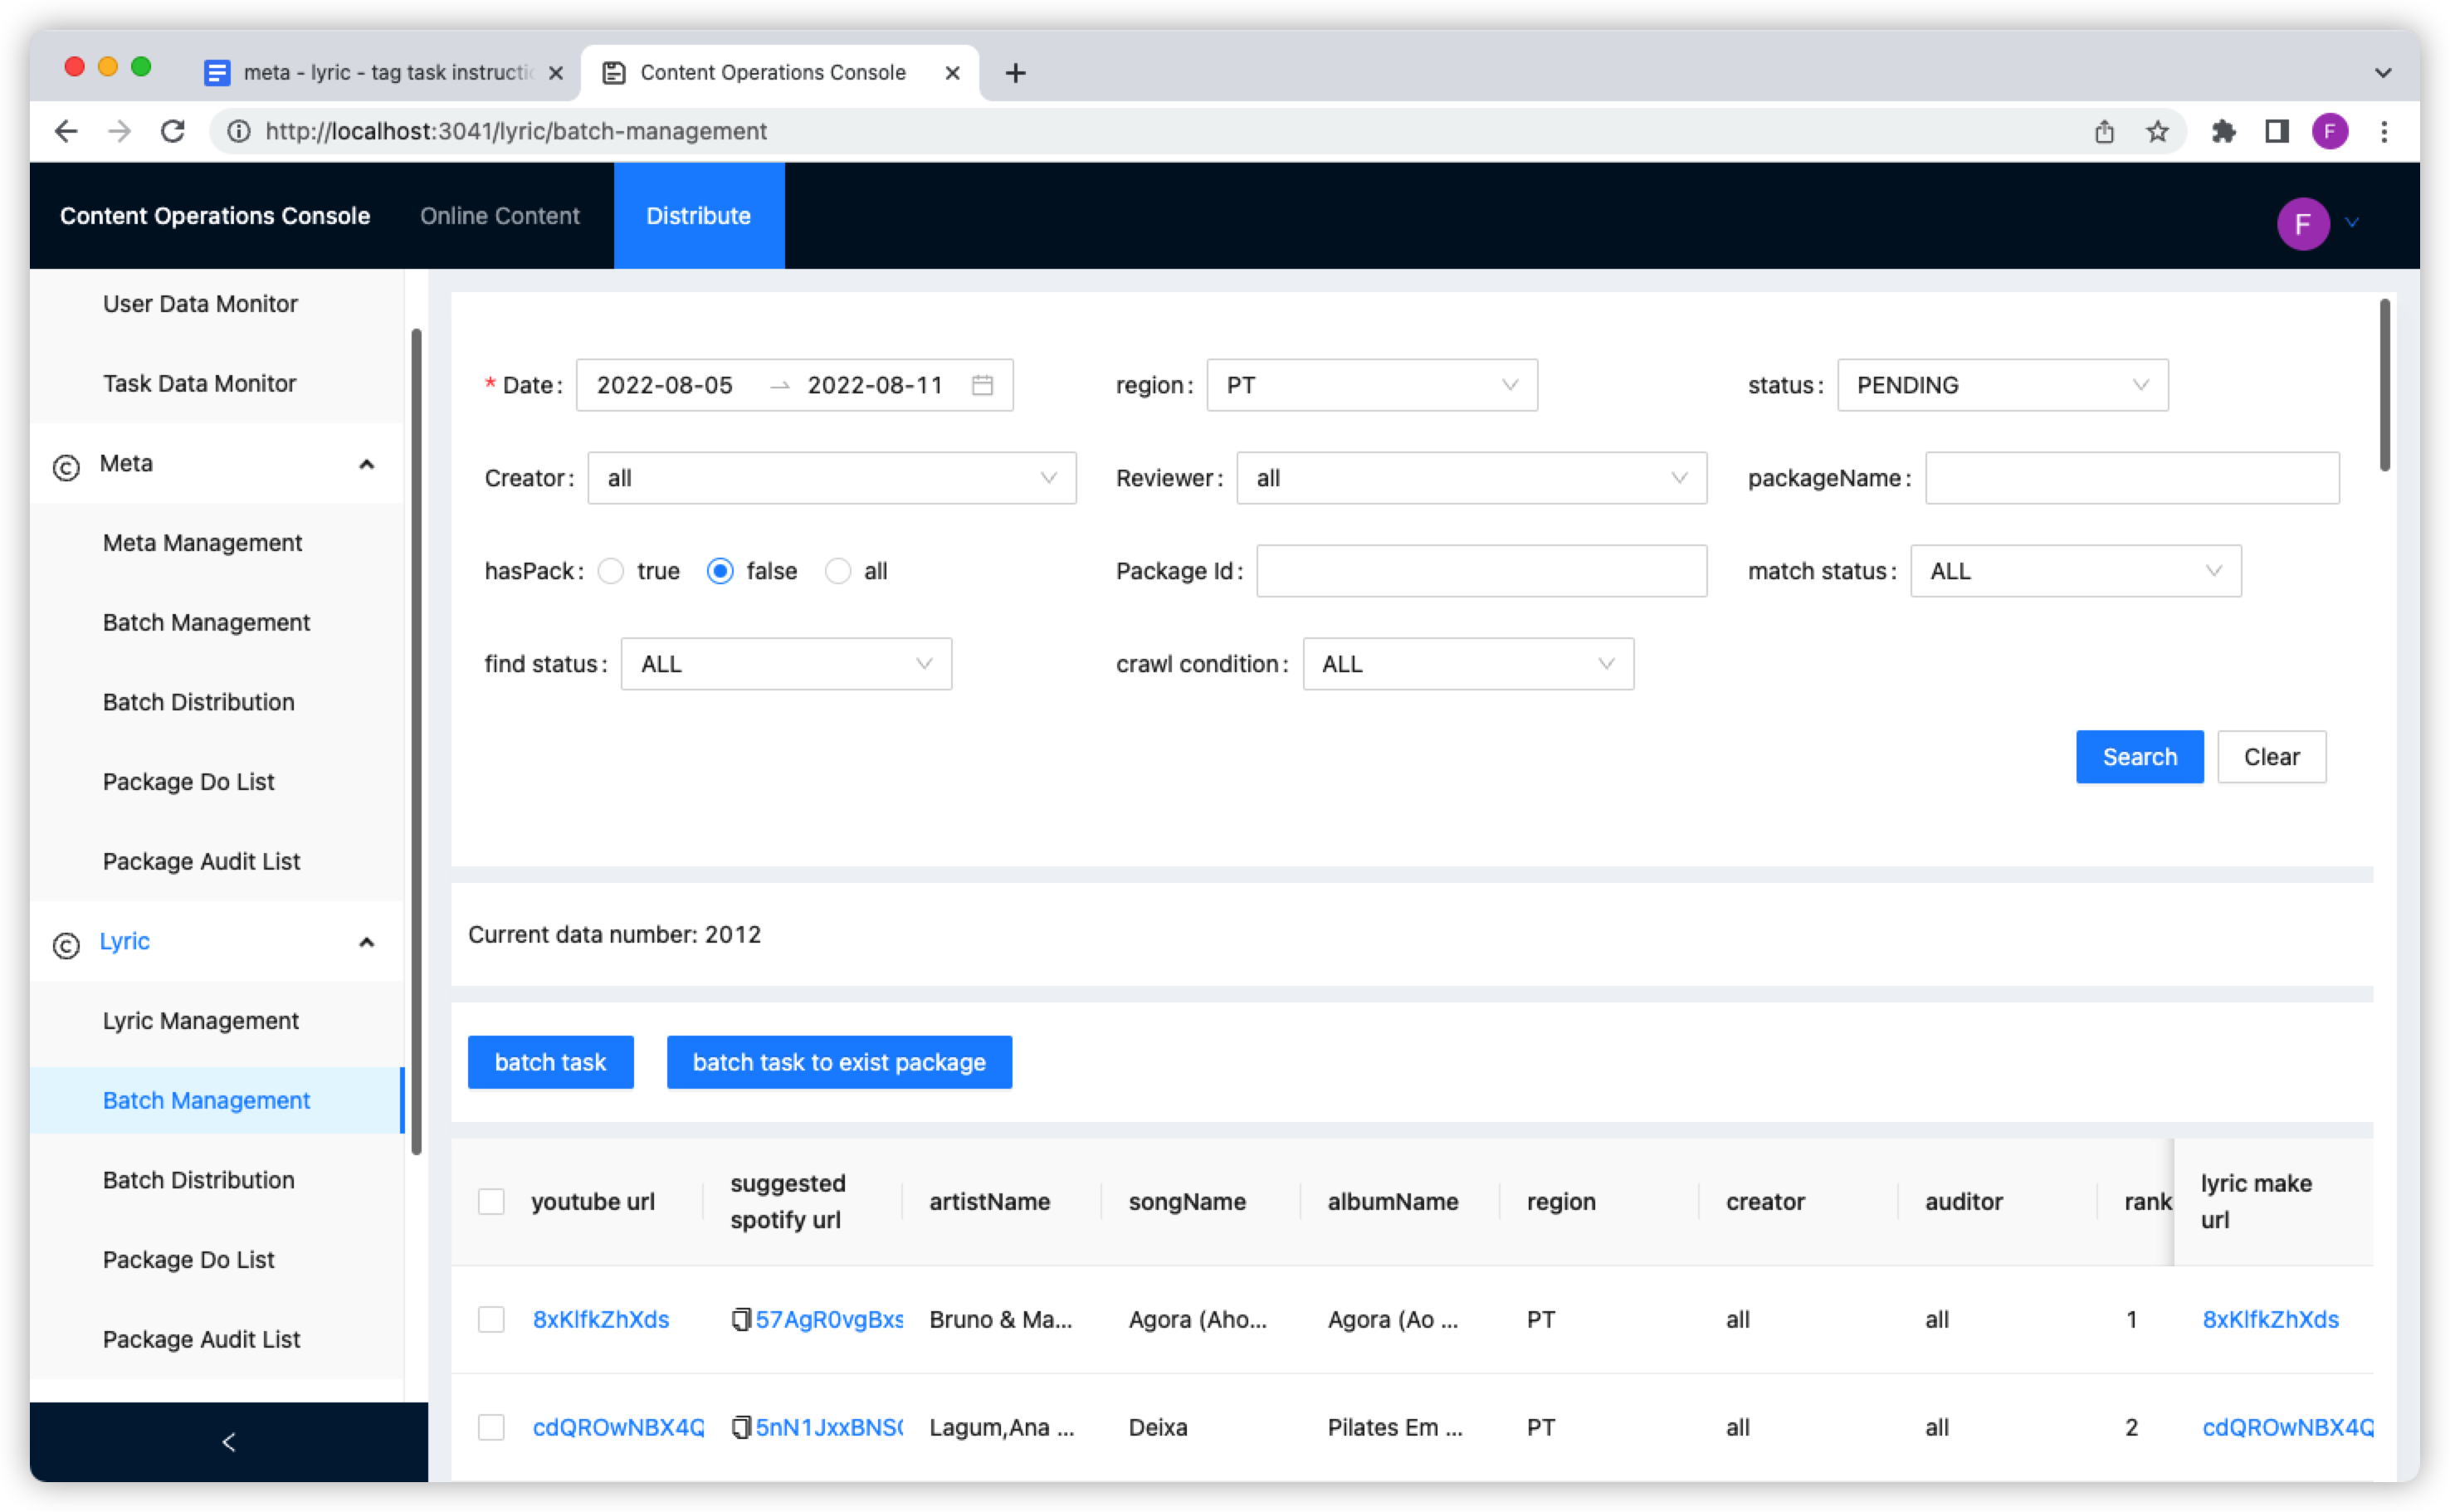 meta - lyric - tag task instructi
Content Operations Console
http://localhost:3041/lyric/batch-management
F
Content Operations Console
Online Content
Distribute
F
User Data Monitor
Task Data Monitor
Meta
Meta Management
Batch Management
Batch Distribution
Package Do List
Package Audit List
Lyric
Lyric Management
Batch Management
Batch Distribution
Package Do List
Package Audit List
* Date: 2022-08-05 → 2022-08-11
region: PT
status: PENDING
Creator: all
Reviewer: all
packageName:
hasPack: true false all
Package Id:
match status: ALL
find status: ALL
crawl condition: ALL
Search
Clear
Current data number: 2012
batch task
batch task to exist package
youtube url
suggested
spotify url
artistName
songName
albumName
region
creator
auditor
rank
lyric make
url
8xKlfkZhXds 57AgR0vgBxs Bruno & Ma... Agora (Aho... Agora (Ao ... PT all all 1 8xKlfkZhXds
cdQROwNBX4Q 5nN1JxxBNS Lagum,Ana ... Deixa Pilates Em ... PT all all 2 cdQROwNBX4Q